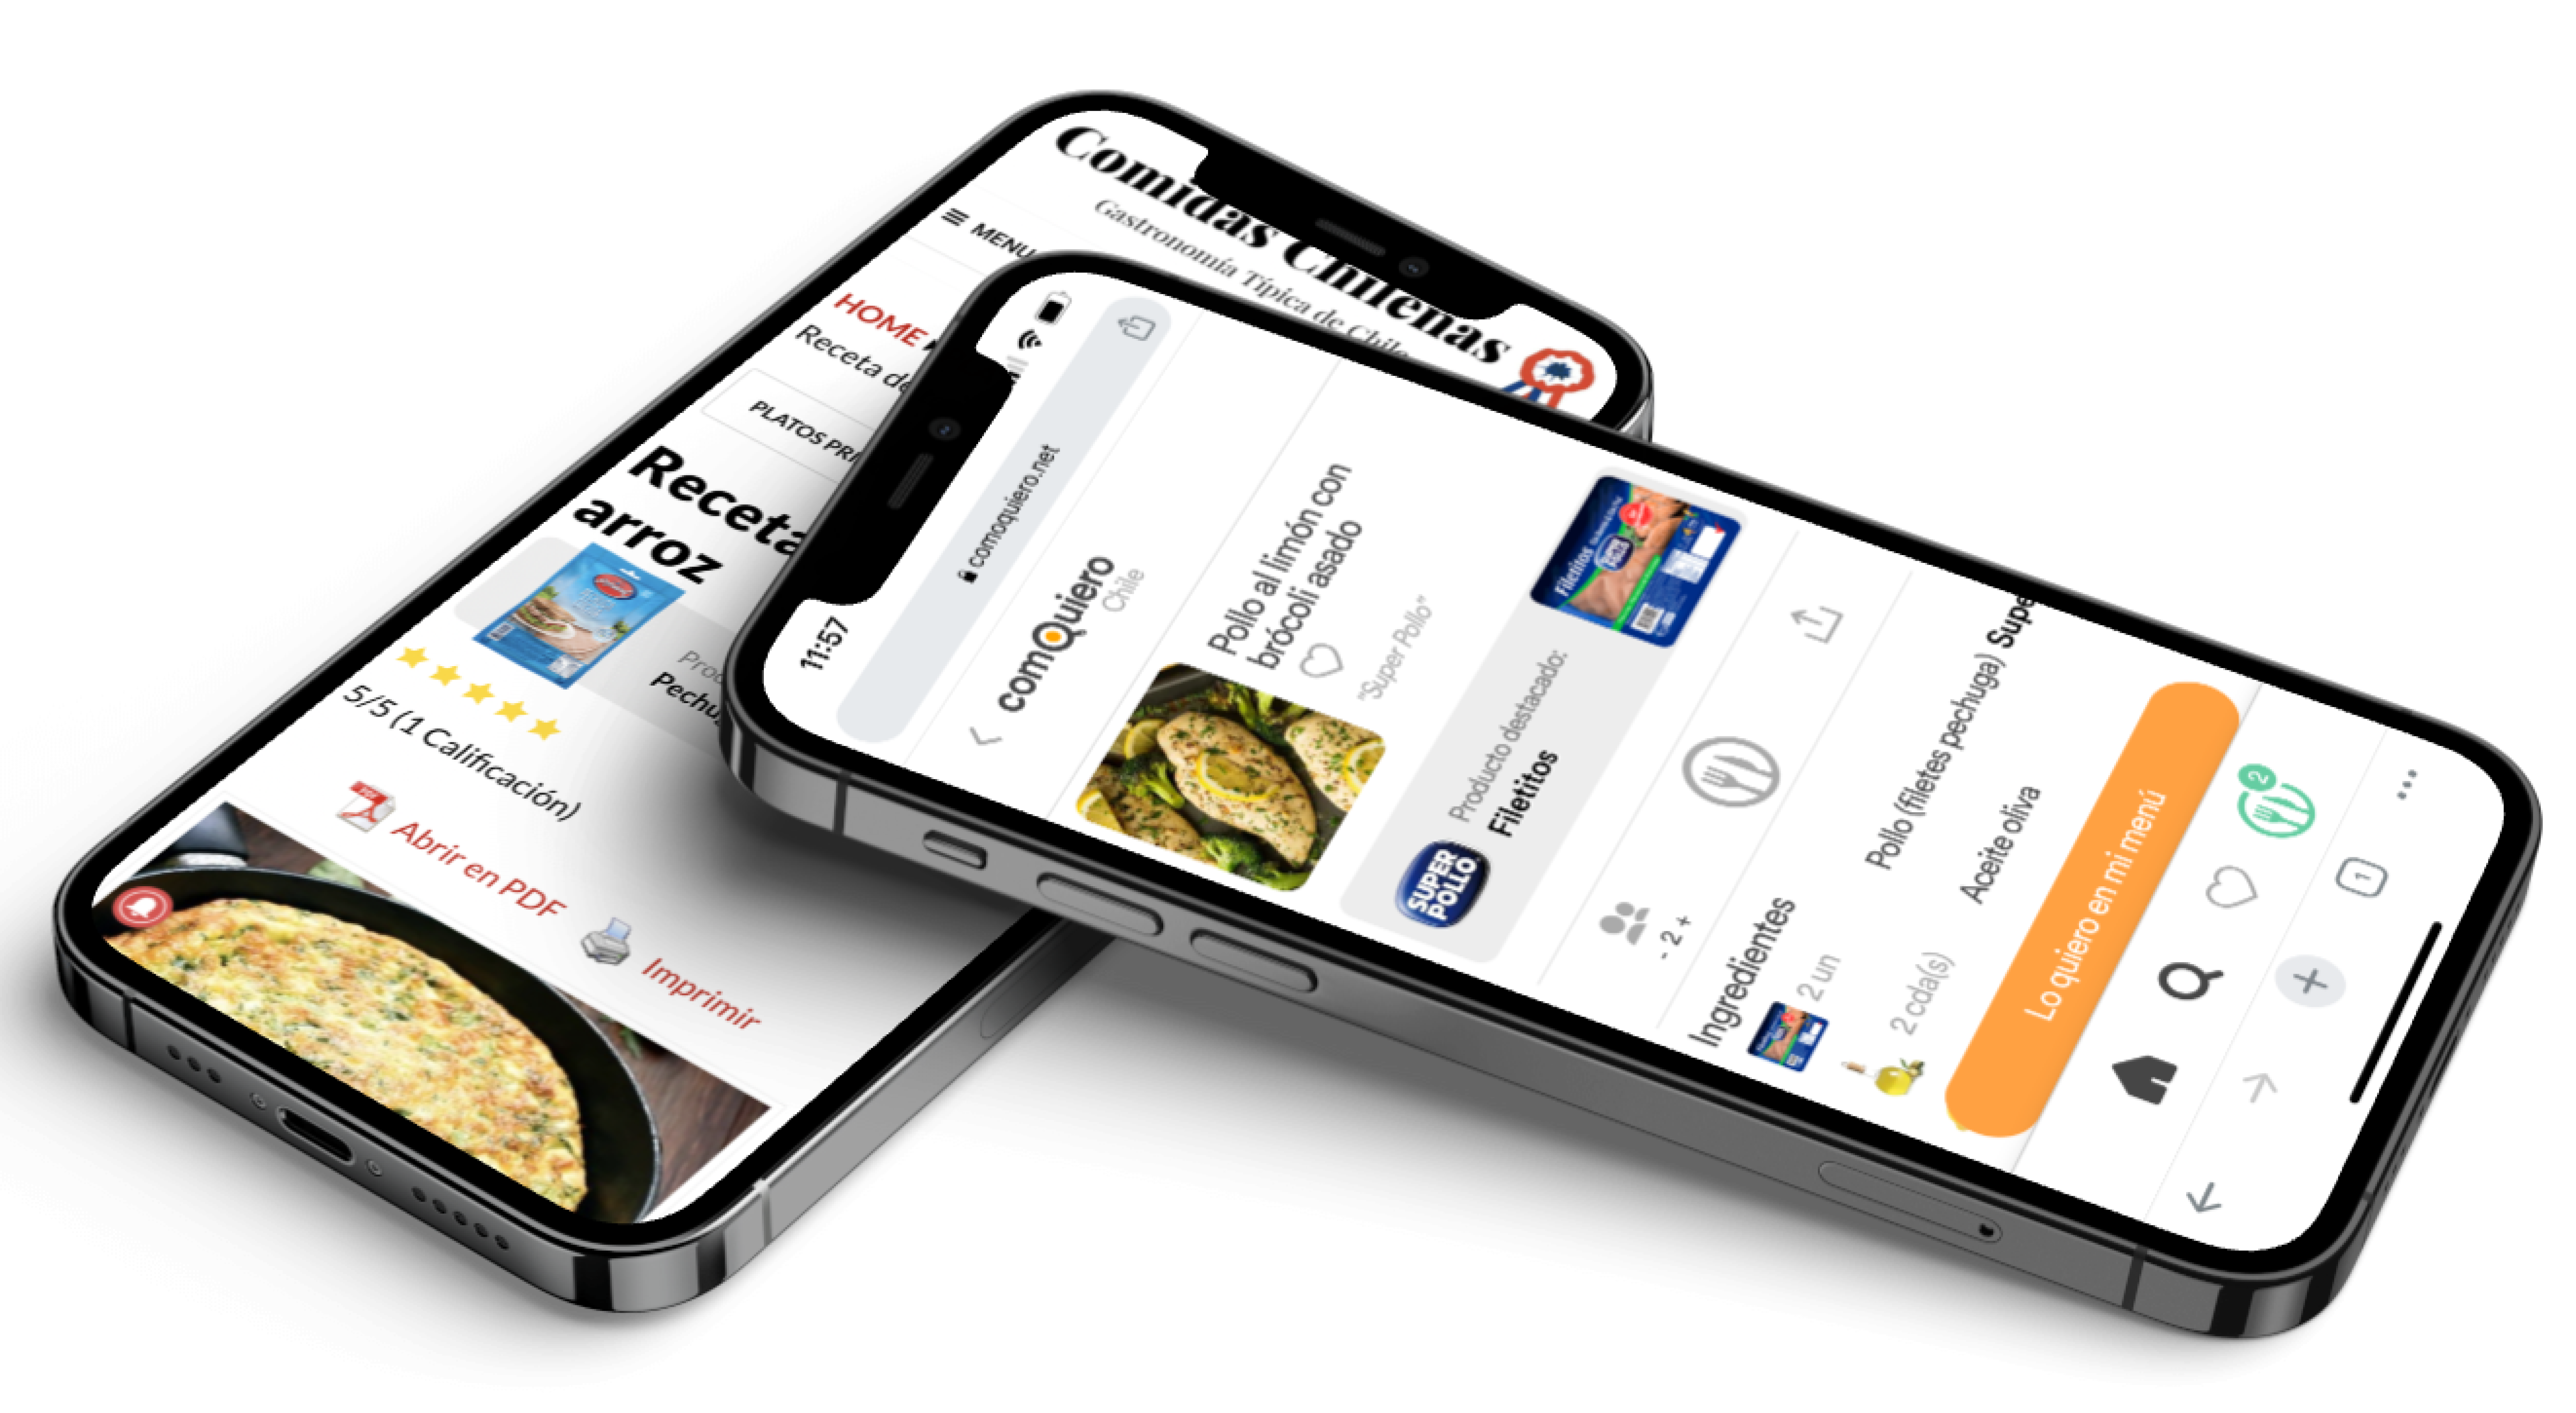 Comidas Chilenas
Gastronomía Típica de Chile
MENU
HOME
Receta de
PLATOS PRI
Receta
arroz
Pechu
5/5 (1 Calificación)
Abrir en PDF
Imprimir
11:57
comoquiero.net
comQuiero
Chile
Pollo al limón con
brócoli asado
"Super Pollo"
SUPER
POLLO
Producto destacado:
Filetitos
Filetitos
- 2 +
Ingredientes
2 un
Pollo (filetes pechuga) Supe
2 cda(s)
Aceite oliva
Lo quiero en mi menú
2
1